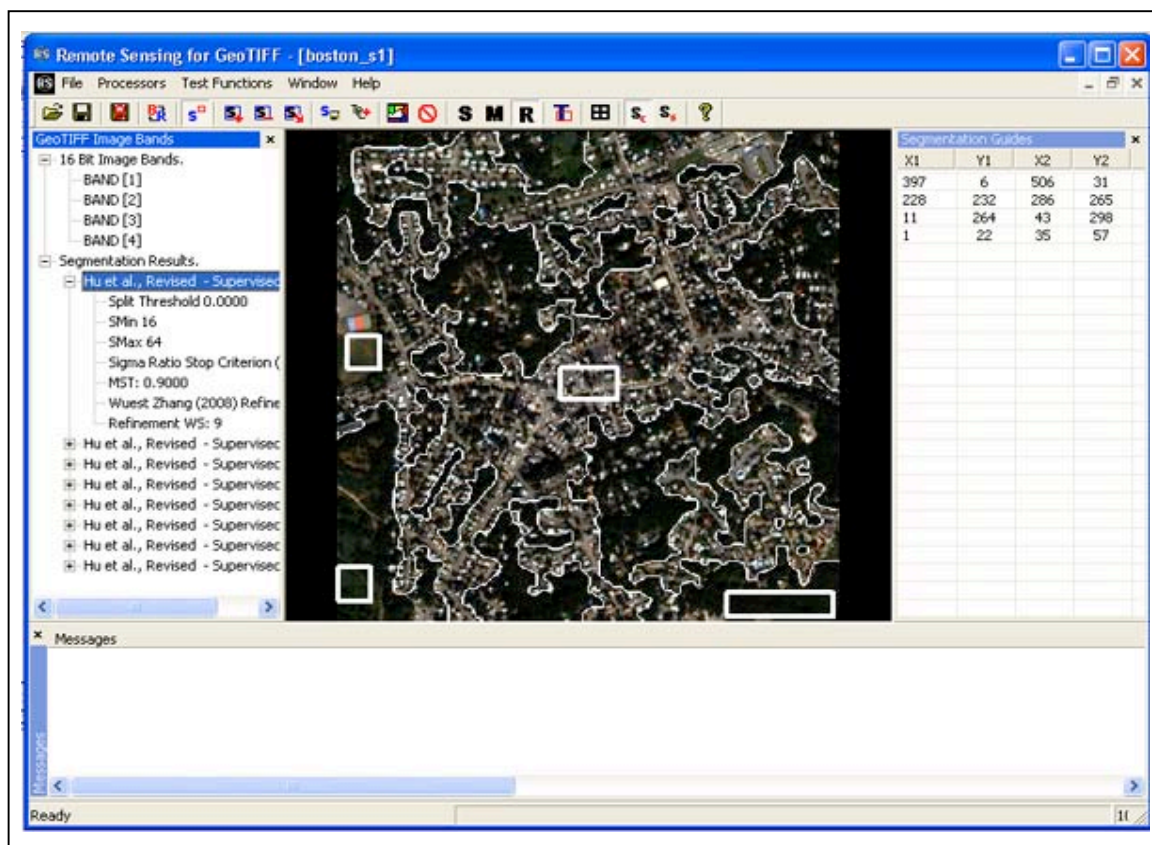 Remote Sensing for GeoTIFF - [boston_s1]
File Processors Test Functions Window Help
S M R
GeoTIFF Image Bands
16 Bit Image Bands.
BAND [1]
BAND [2]
BAND [3]
BAND [4]
Segmentation Results.
Hu et al., Revised - Supervisec
Split Threshold 0.0000
SMin 16
SMax 64
Sigma Ratio Stop Criterion (
MST: 0.9000
Wuest Zhang (2008) Refine
Refinement WS: 9
Hu et al., Revised - Supervisec
Hu et al., Revised - Supervisec
Hu et al., Revised - Supervisec
Hu et al., Revised - Supervisec
Hu et al., Revised - Supervisec
Hu et al., Revised - Supervisec
Hu et al., Revised - Supervisec
Segmentation Guides
X1 Y1 X2 Y2
397 6 506 31
228 232 286 265
11 264 43 298
1 22 35 57
Messages
Messages
Ready